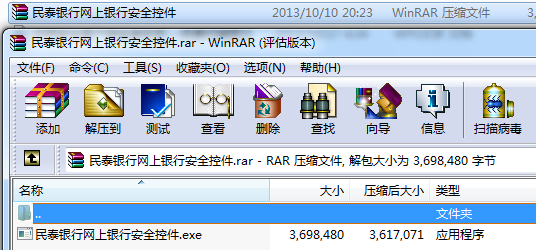 民泰银行网上银行安全控件 2013/10/10 20:23 WinRAR 压缩文件 3
民泰银行网上银行安全控件.rar - WinRAR (评估版本)
文件(F) 命令(C) 工具(S) 收藏夹(O) 选项(N) 帮助(H)
添加 解压到 测试 查看 删除 查找 向导 信息 扫描病毒
民泰银行网上银行安全控件.rar - RAR 压缩文件, 解包大小为 3,698,480 字节
名称 大小 压缩后大小 类型
.. 文件夹
民泰银行网上银行安全控件.exe 3,698,480 3,617,071 应用程序